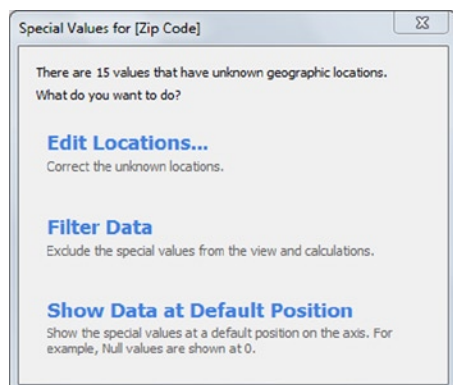 Special Values for [Zip Code]
There are 15 values that have unknown geographic locations.
What do you want to do?
Edit Locations...
Correct the unknown locations.
Filter Data
Exclude the special values from the view and calculations.
Show Data at Default Position
Show the special values at a default position on the axis. For
example, Null values are shown at 0.